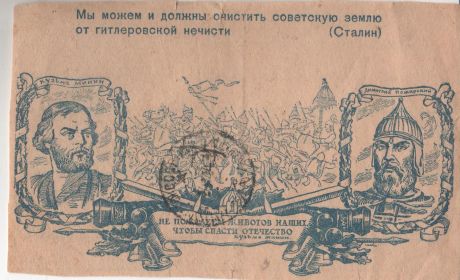 Мы можем и должны очистить советскую землю
от гитлеровской нечисти (Сталин)
КУЗЬМА МИНИН
ДИМИТРИЙ ПОЖАРСКИЙ
НЕ ПОЖАЛЕЕМ ЖИВОТОВ НАШИХ,
ЧТОБЫ СПАСТИ ОТЕЧЕСТВО
КУЗЬМА МИНИН